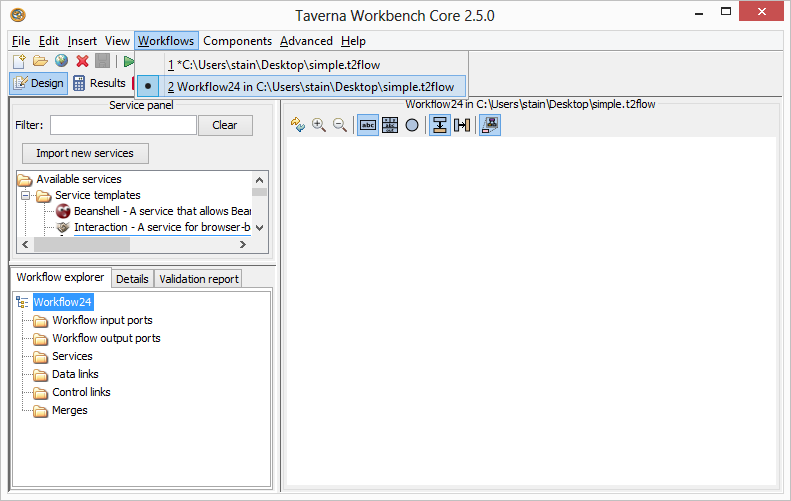 Taverna Workbench Core 2.5.0
File Edit Insert View Workflows Components Advanced Help
1 *C:\Users\stain\Desktop\simple.t2flow
2 Workflow24 in C:\Users\stain\Desktop\simple.t2flow
Design Results
Service panel
Filter: Clear
Import new services
Available services
Service templates
Beanshell - A service that allows Bea
Interaction - A service for browser-b
Workflow explorer Details Validation report
Workflow24
Workflow input ports
Workflow output ports
Services
Data links
Control links
Merges
Workflow24 in C:\Users\stain\Desktop\simple.t2flow
abc